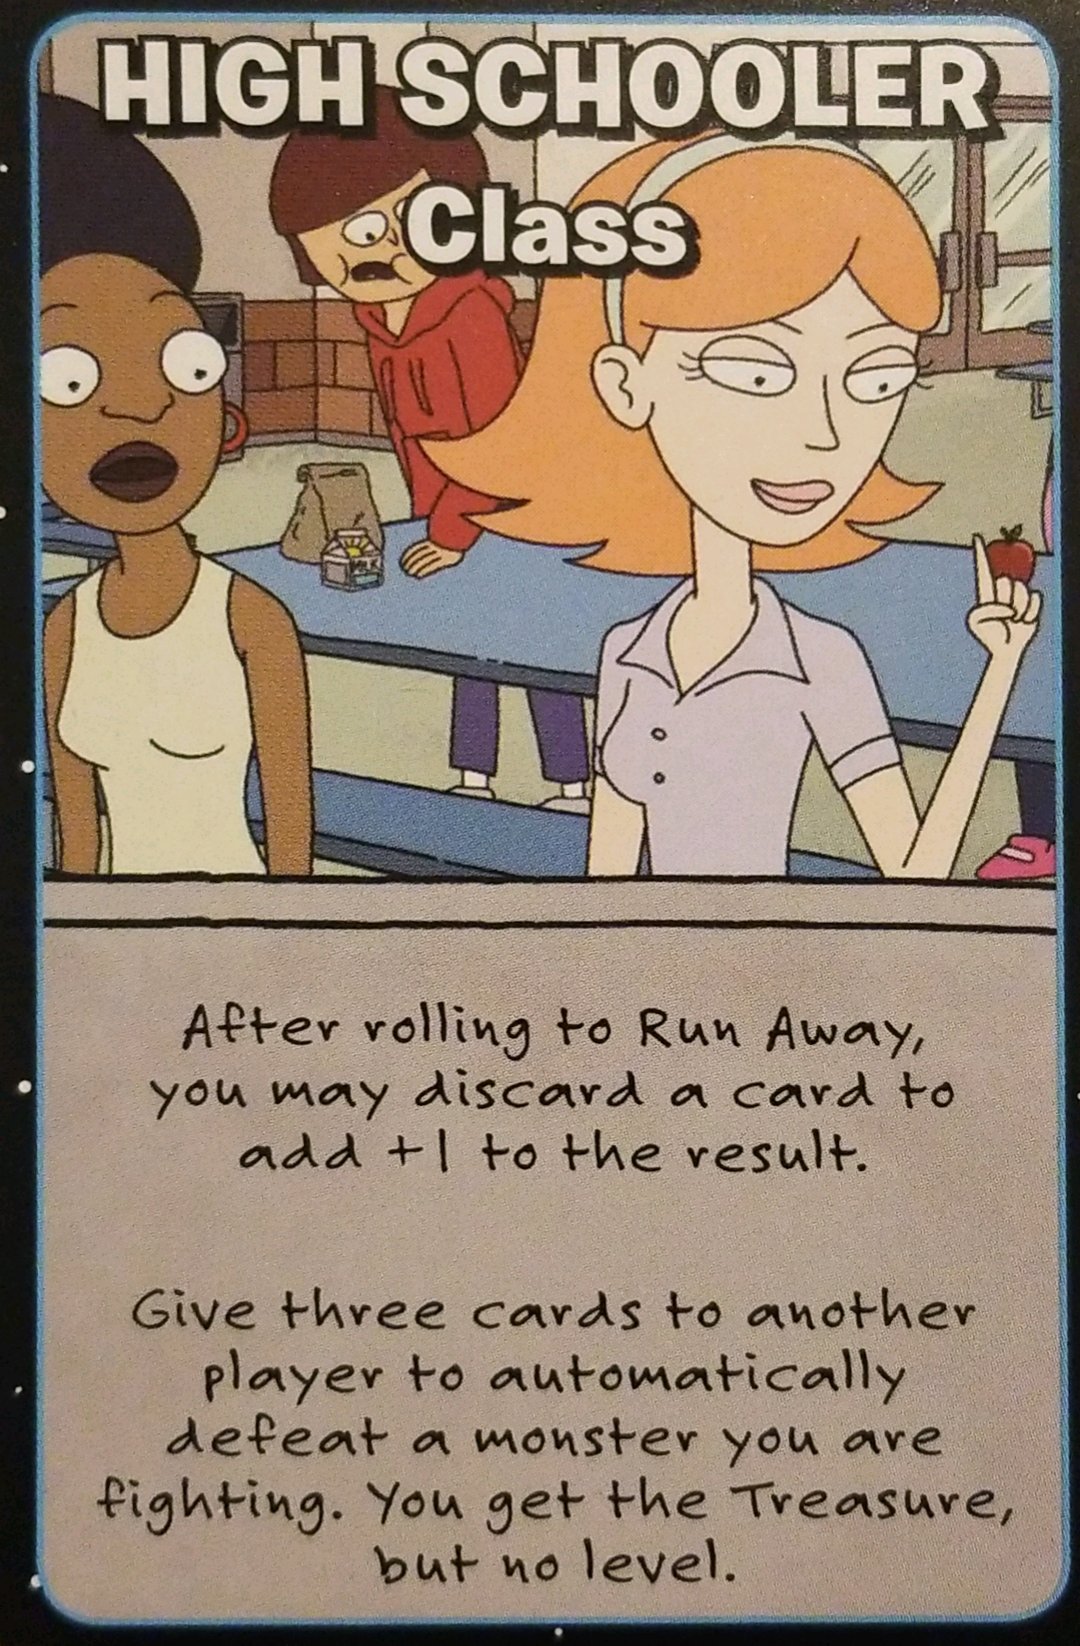 HIGH SCHOOLER
Class
MILK
After rolling to Run Away,
you may discard a card to
add +1 to the result.
Give three cards to another
player to automatically
defeat a monster you are
fighting. You get the Treasure,
but no level.